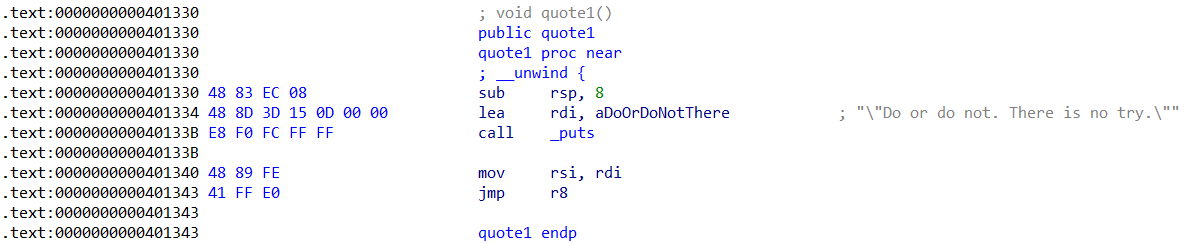 .text:0000000000401330 ; void quote1()
.text:0000000000401330 public quote1
.text:0000000000401330 quote1 proc near
.text:0000000000401330 ; __unwind {
.text:0000000000401330 48 83 EC 08 sub rsp, 8
.text:0000000000401334 48 8D 3D 15 0D 00 00 lea rdi, aDoOrDoNotThere ; "\"Do or do not. There is no try.\""
.text:000000000040133B E8 F0 FC FF FF call _puts
.text:000000000040133B
.text:0000000000401340 48 89 FE mov rsi, rdi
.text:0000000000401343 41 FF E0 jmp r8
.text:0000000000401343
.text:0000000000401343 quote1 endp